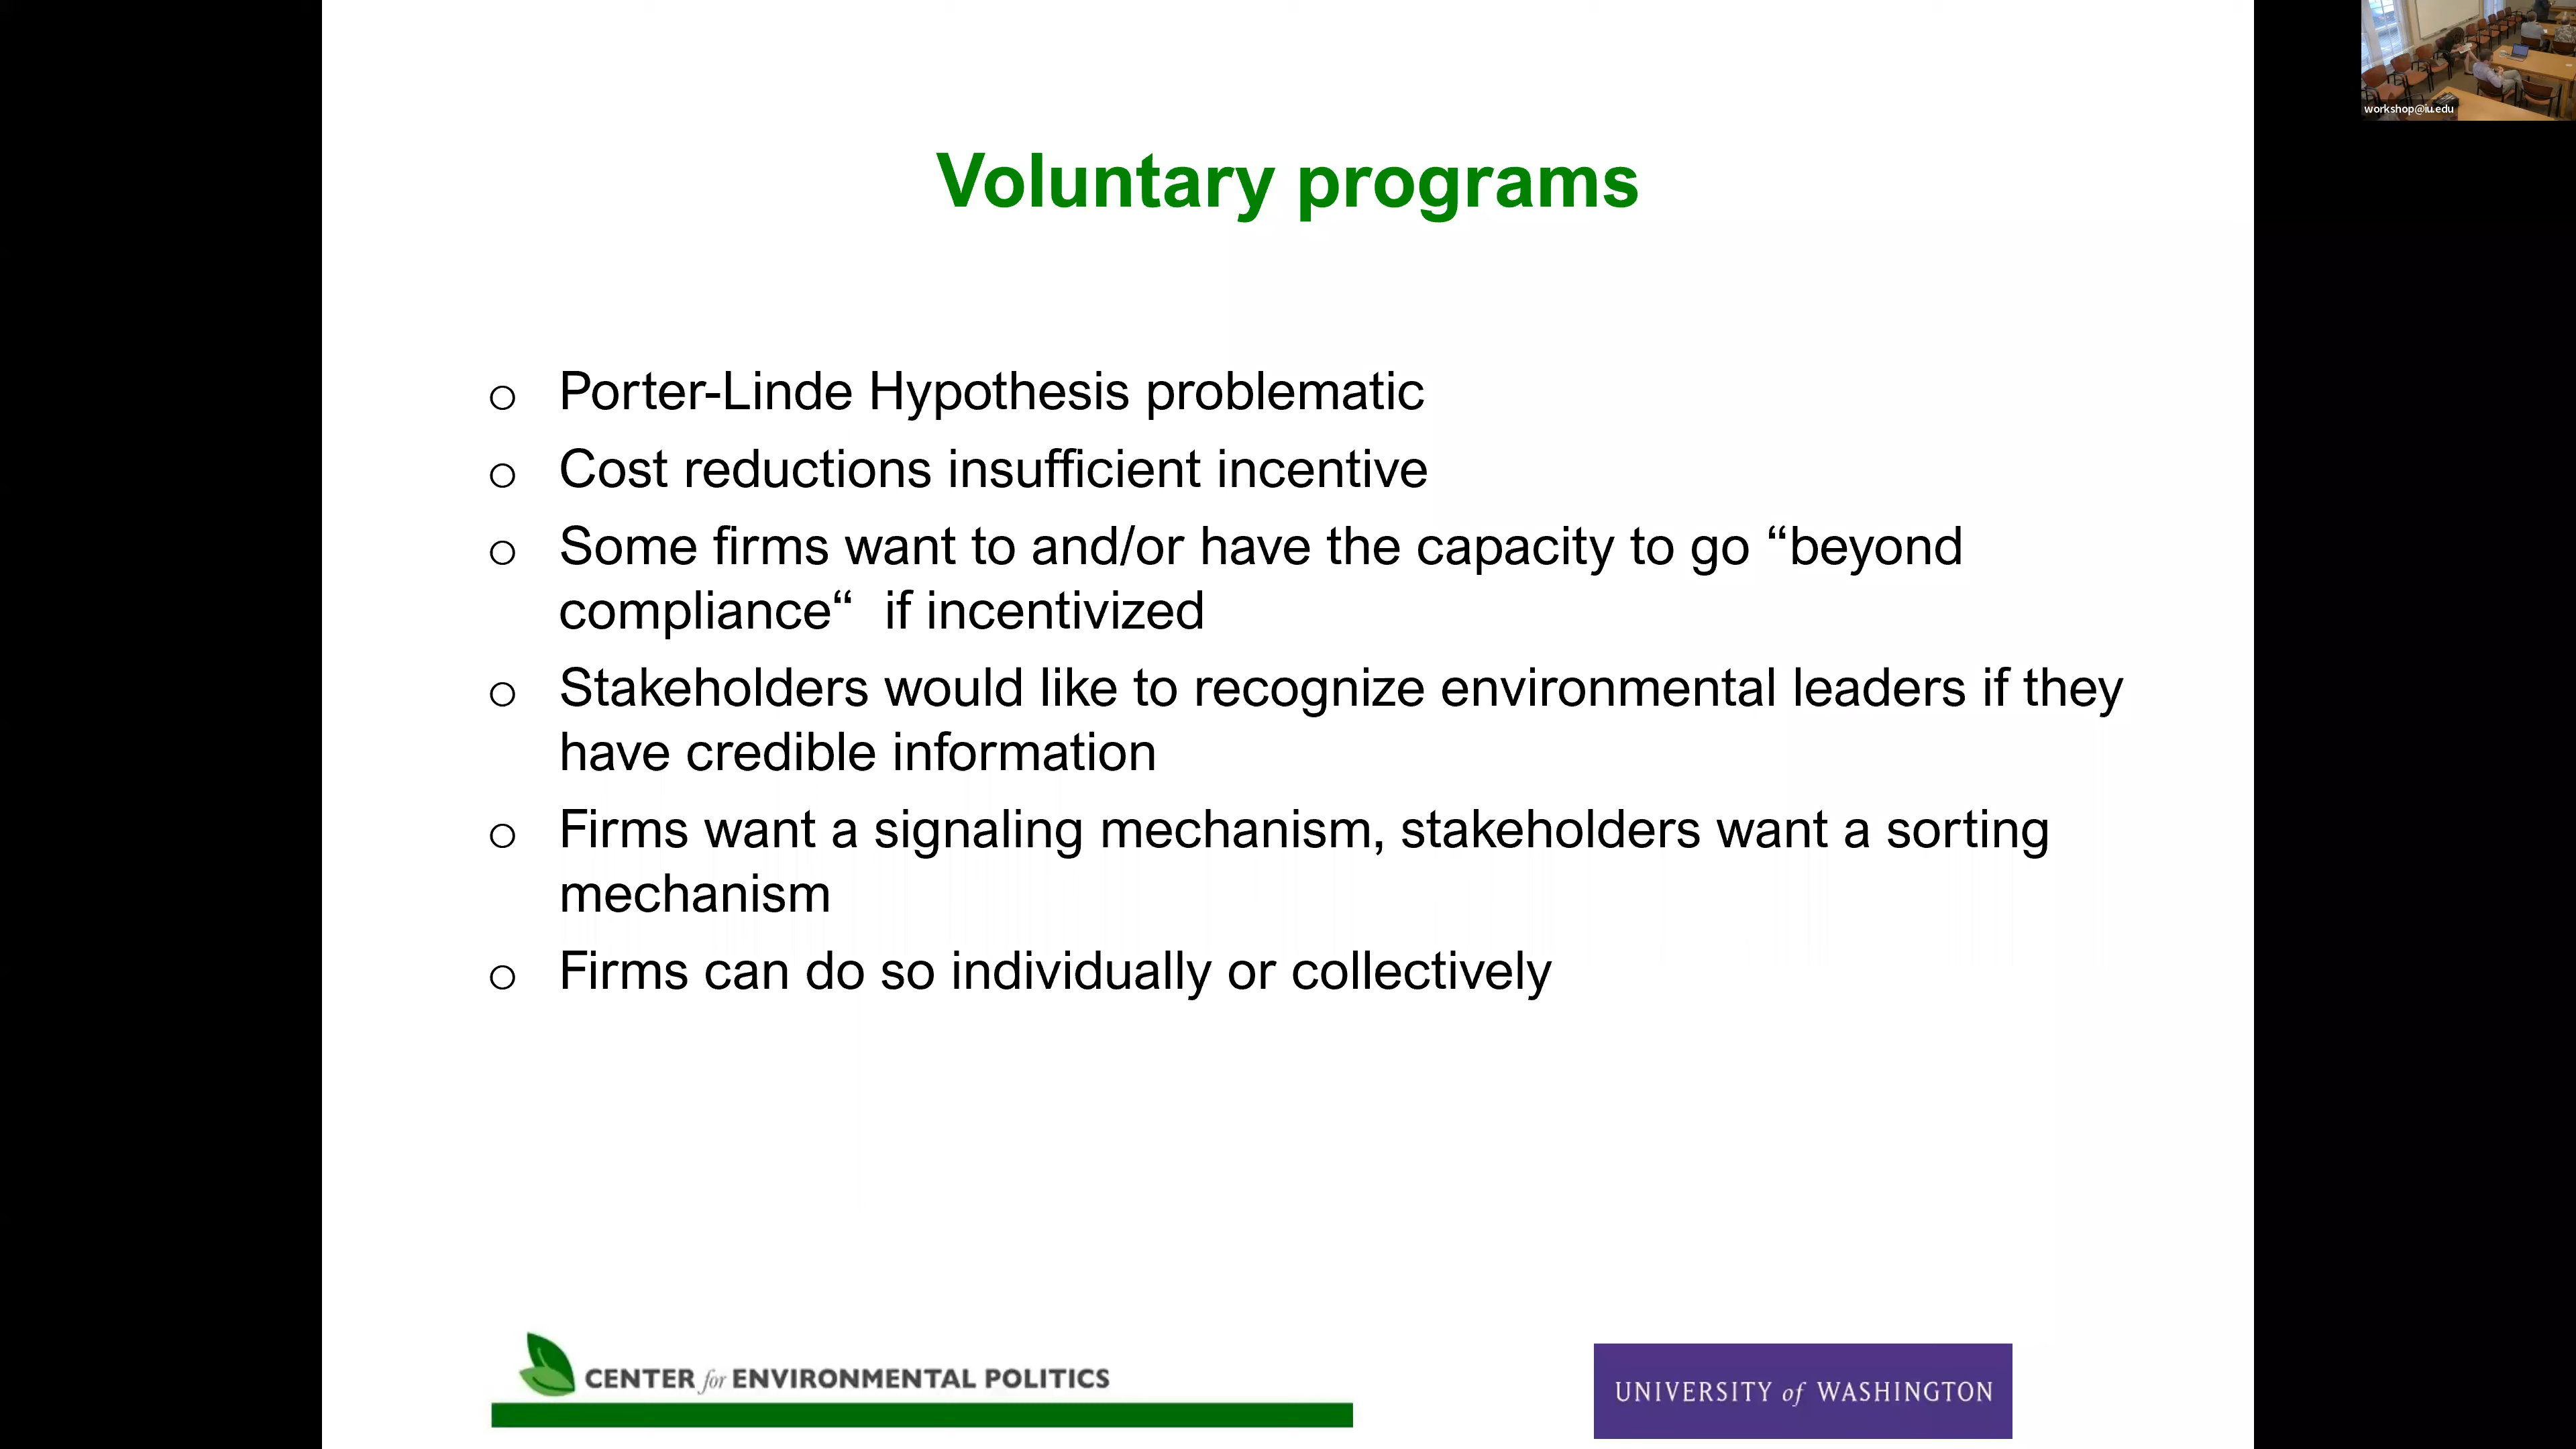 workshop@iu.edu
Voluntary programs
o Porter-Linde Hypothesis problematic
o Cost reductions insufficient incentive
o Some firms want to and/or have the capacity to go “beyond
compliance“  if incentivized
o Stakeholders would like to recognize environmental leaders if they
have credible information
o Firms want a signaling mechanism, stakeholders want a sorting
mechanism
o Firms can do so individually or collectively
CENTER for ENVIRONMENTAL POLITICS
UNIVERSITY of WASHINGTON